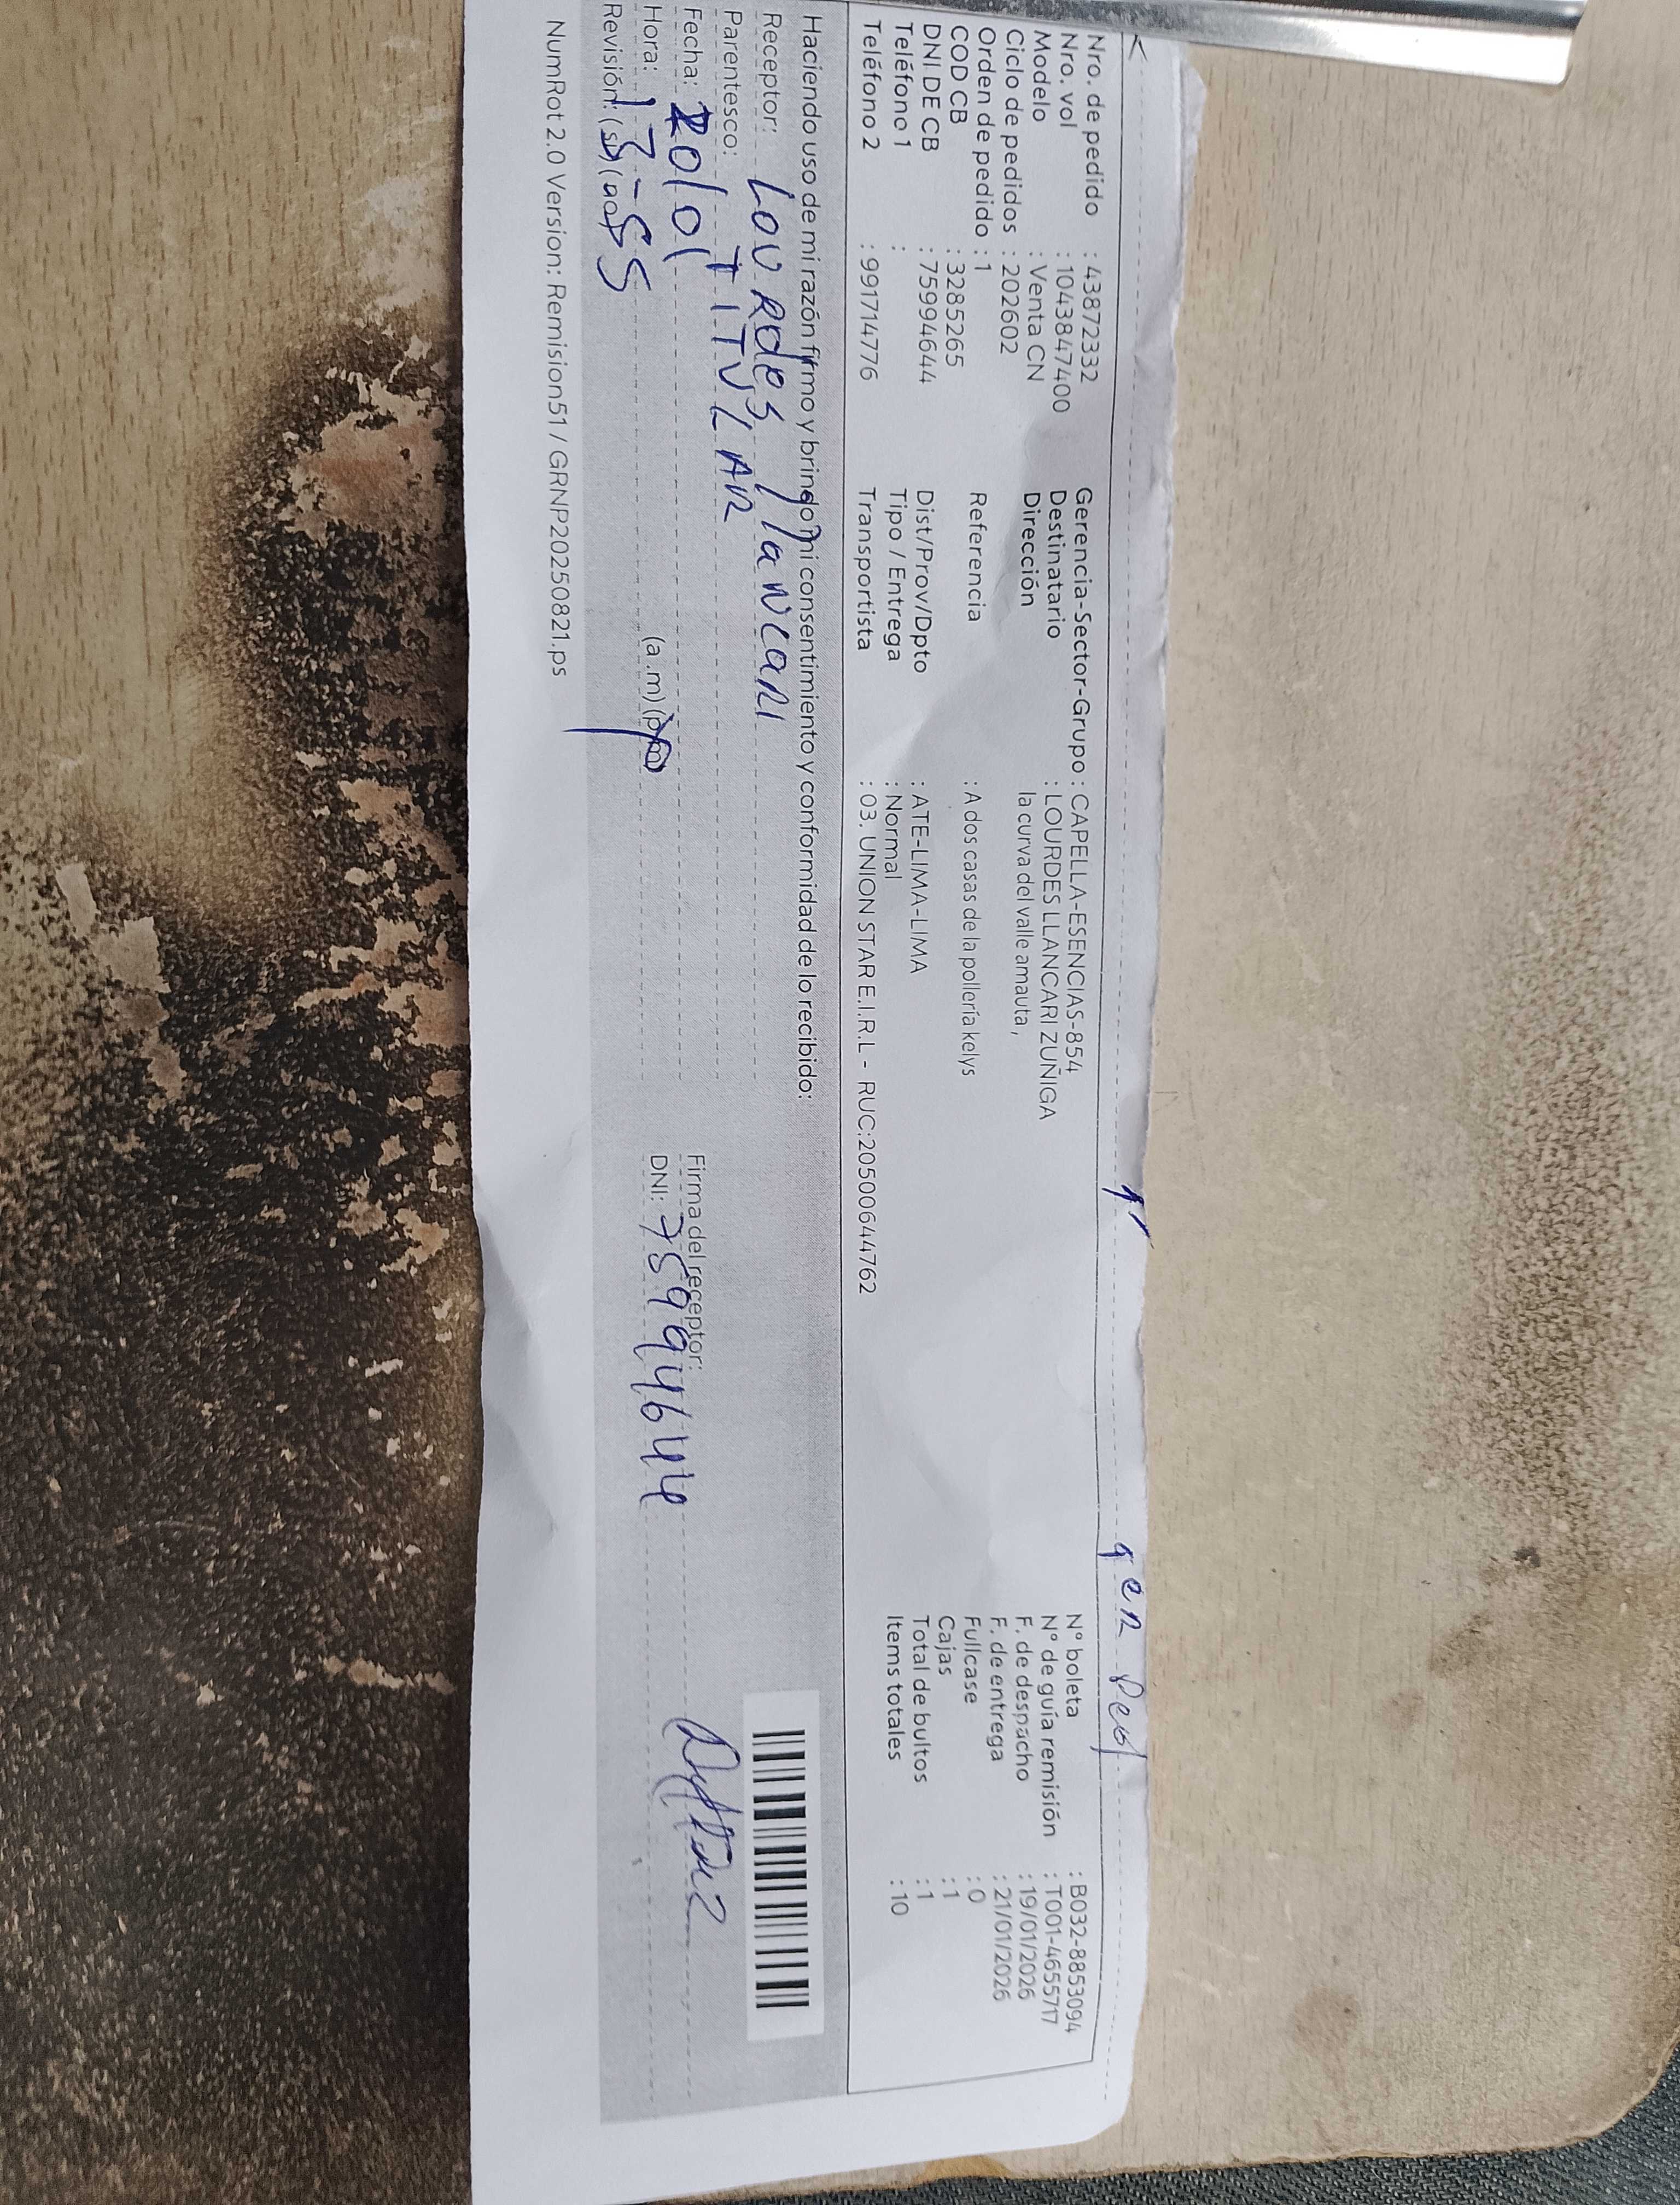 Nro. de pedido : 43872332
Nro. vol : 1043847400
Modelo : Venta CN
Ciclo de pedidos : 202602
Orden de pedido : 1
COD CB : 3285265
DNI DE CB : 75994644
Teléfono 1 :
Teléfono 2 : 991714776
Gerencia-Sector-Grupo : CAPELLA-ESENCIAS-854
Destinatario : LOURDES LLANCARI ZUÑIGA
Dirección la curva del valle amauta,
Referencia : A dos casas de la pollería kelys
Dist/Prov/Dpto : ATE-LIMA-LIMA
Tipo / Entrega : Normal
Transportista : 03. UNION STAR E.I.R.L - RUC:20500644762
N° boleta : B032-8853094
N° de guía remisión : T001-4655717
F. de despacho : 19/01/2026
F. de entrega : 21/01/2026
Fullcase : 0
Cajas : 1
Total de bultos : 1
Items totales : 10
Haciendo uso de mi razón firmo y brindo mi consentimiento y conformidad de lo recibido:
Receptor: Lourdes llancari
Parentesco: TITULAR
Fecha:
Hora: 17-55 (a.m)
Revisión:
Firma del receptor:
DNI: 75994644
NumRot 2.0 Version: Remision51 / GRNP20250821.ps